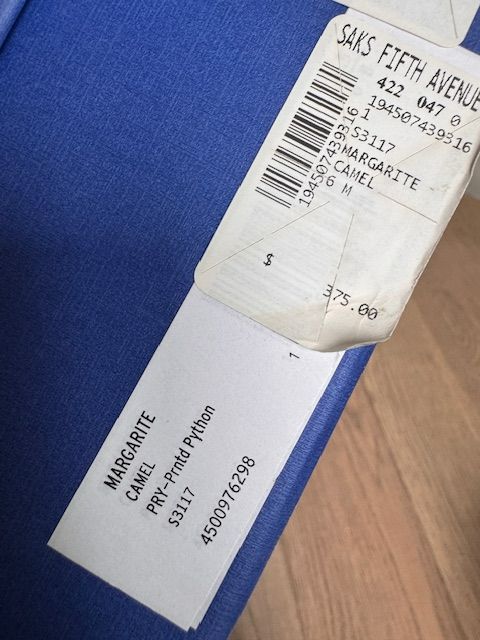 SAKS FIFTH AVENUE
422 047 0
194507439316
1
S3117
MARGARITE
CAMEL
6 M
194507439316
$ 375.00
1
MARGARITE
CAMEL
PRY-Prntd Python
S3117
4500976298